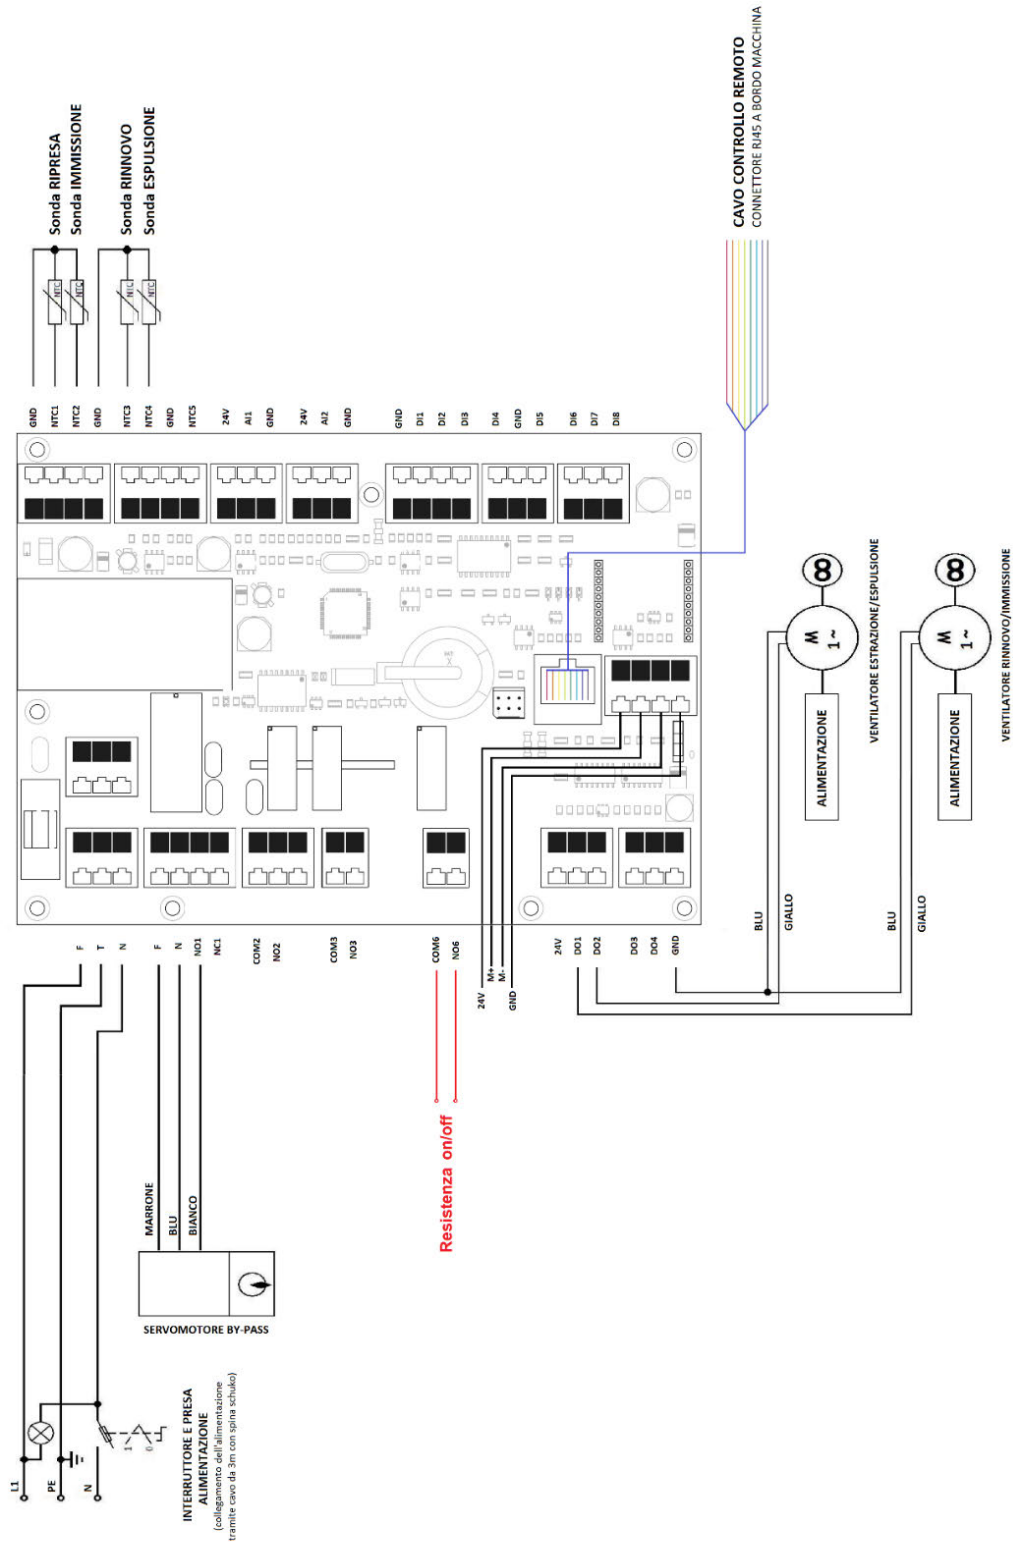 Sonda RIPRESA
Sonda IMMISSIONE
Sonda RINNOVO
Sonda ESPULSIONE
NTC
NTC
NTC
NTC
CAVO CONTROLLO REMOTO
CONNETTORE RJ45 A BORDO MACCHINA
GND
NTC1
NTC2
GND
NTC3
NTC4
GND
NTC5
24V
AI1
GND
24V
AI2
GND
GND
DI1
DI2
DI3
DI4
GND
DI5
DI6
DI7
DI8
M
1~
VENTILATORE ESTRAZIONE/ESPULSIONE
ALIMENTAZIONE
M
1~
VENTILATORE RINNOVO/IMMISSIONE
ALIMENTAZIONE
BLU
GIALLO
BLU
GIALLO
F
T
N
F
N
NO1
NC1
COM2
NO2
COM3
NO3
COM6
NO6
24V
M+
M-
GND
24V
DO1
DO2
DO3
DO4
GND
Resistenza on/off
MARRONE
BLU
BIANCO
SERVOMOTORE BY-PASS
L1
PE
N
1
0
INTERRUTTORE E PRESA
ALIMENTAZIONE
(collegamento dell'alimentazione
tramite cavo da 3m con spina schuko)